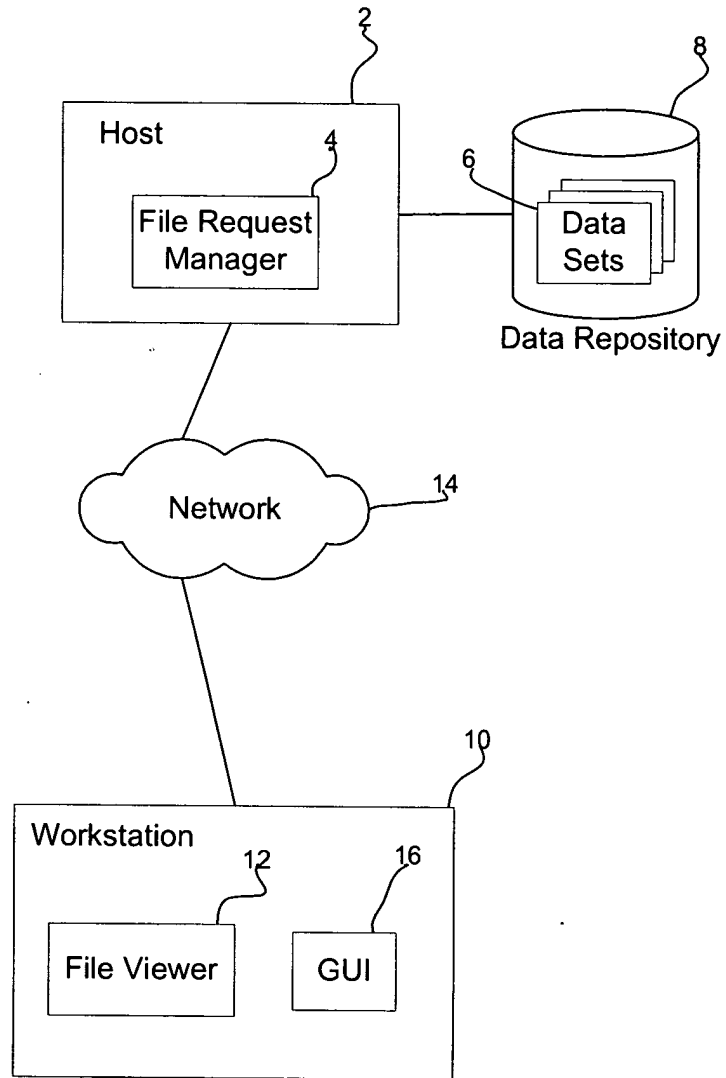 2
8
Host
4
6
File Request
Manager
Data
Sets
Data Repository
Network
14
10
Workstation
12
16
File Viewer
GUI